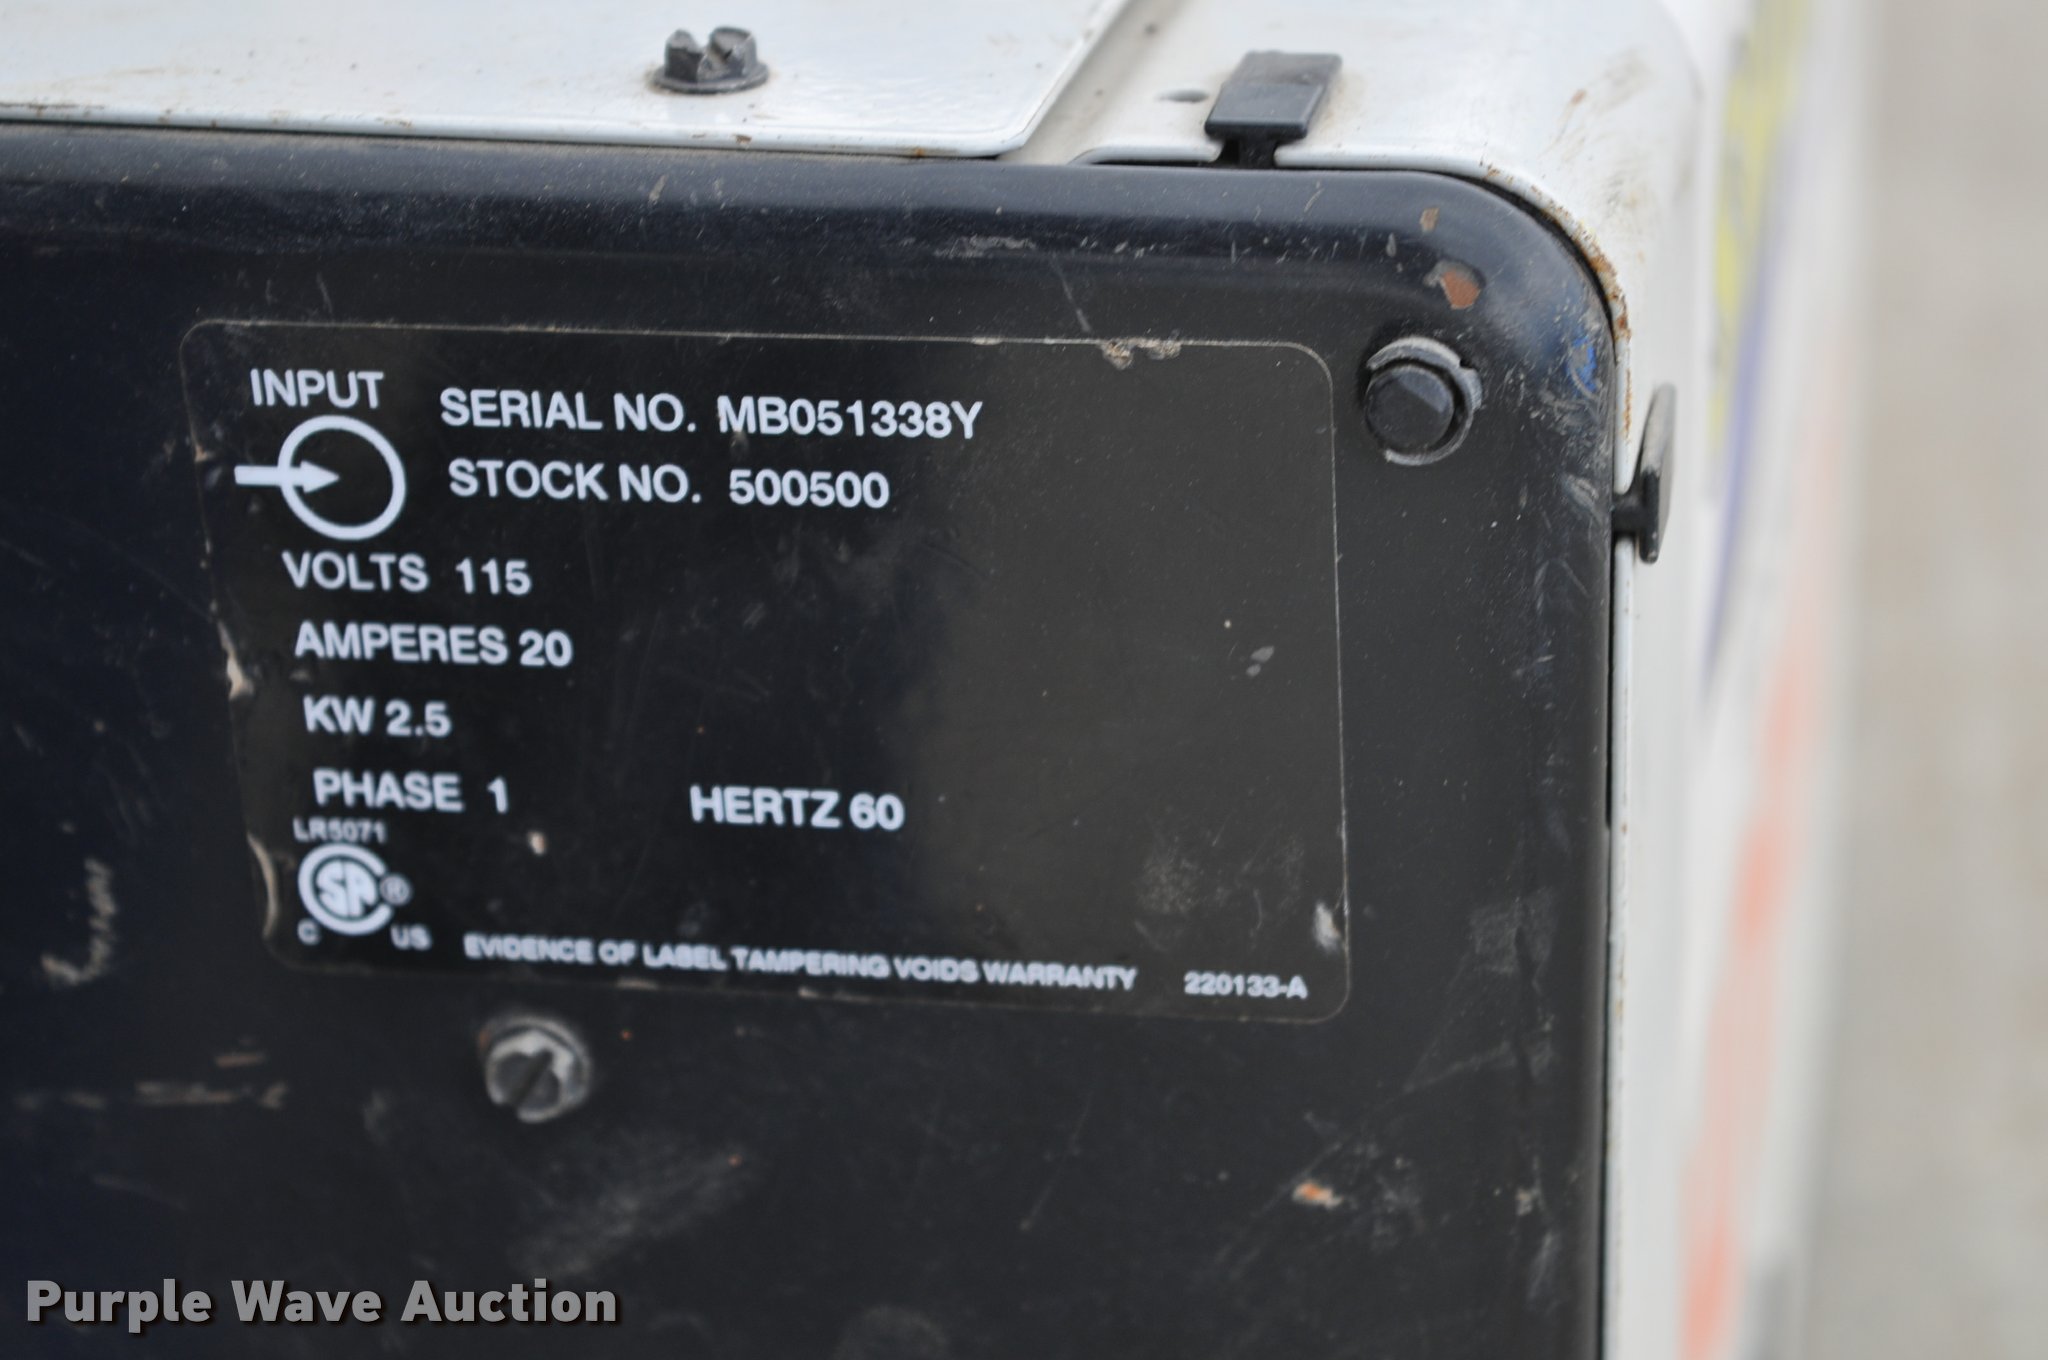 INPUT
SERIAL NO. MB051338Y
STOCK NO. 500500
VOLTS 115
AMPERES 20
KW 2.5
PHASE 1 HERTZ 60
LR5071
SA ®
C US
EVIDENCE OF LABEL TAMPERING VOIDS WARRANTY 220133-A
Purple Wave Auction